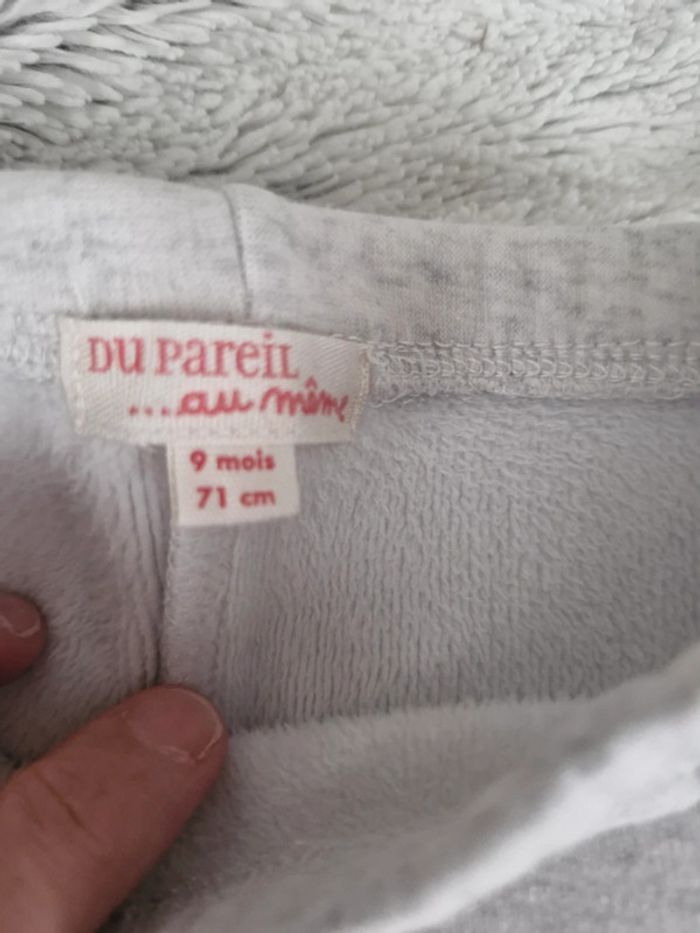 DU PareiL
...au même
9 mois
71 cm